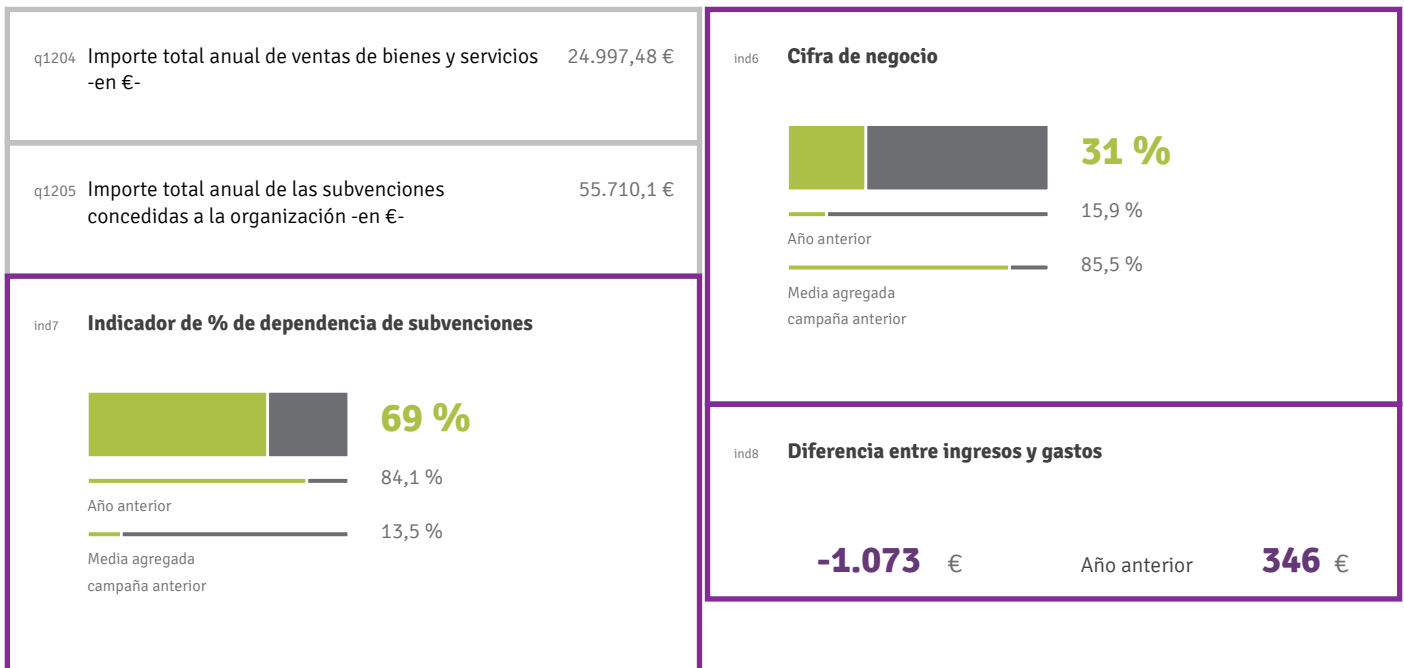 q1204 Importe total anual de ventas de bienes y servicios 24.997,48 €
-en €-
q1205 Importe total anual de las subvenciones 55.710,1 €
concedidas a la organización -en €-
ind7 Indicador de % de dependencia de subvenciones
69 %
84,1 %
Año anterior
13,5 %
Media agregada
campaña anterior
ind6 Cifra de negocio
31 %
15,9 %
Año anterior
85,5 %
Media agregada
campaña anterior
ind8 Diferencia entre ingresos y gastos
-1.073 € Año anterior 346 €